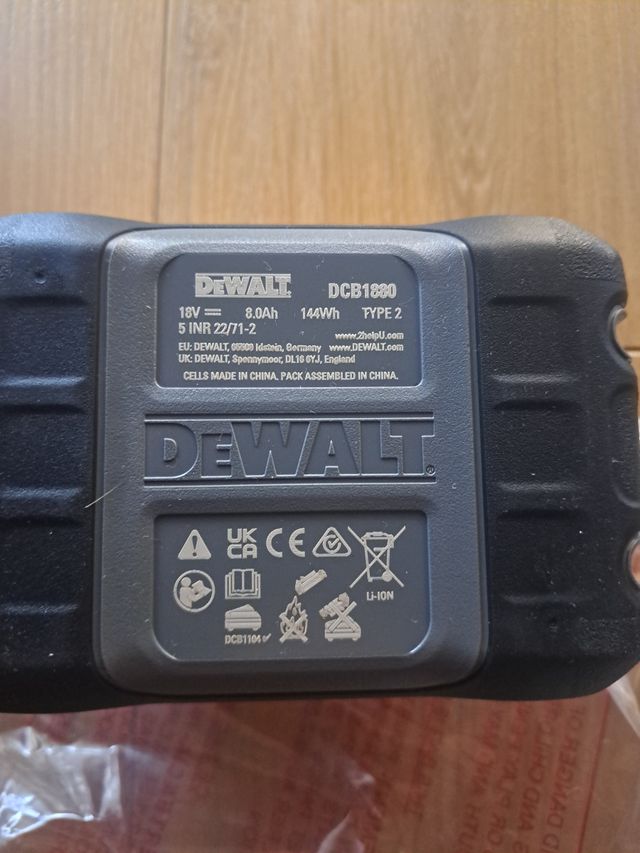 DEWALT DCB1880
18V 8.0Ah 144Wh TYPE 2
5 INR 22/71-2 www.2helpU.com
EU: DEWALT, Idstein, Germany www.DEWALT.com
UK: DEWALT, Spennymoor, DL16 6YJ, England
CELLS MADE IN CHINA. PACK ASSEMBLED IN CHINA.
DEWALT®
UK
CA CE
Li-ION
DCB1104